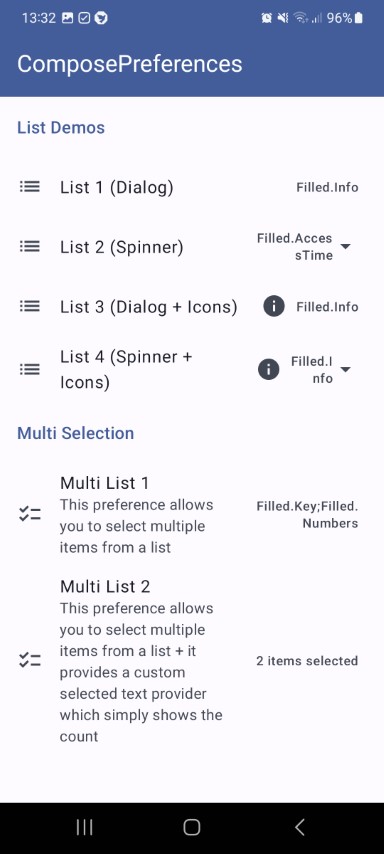 13:32
96%
ComposePreferences
List Demos
List 1 (Dialog)
Filled.Info
List 2 (Spinner)
Filled.Acces
sTime
List 3 (Dialog + Icons)
Filled.Info
List 4 (Spinner +
Icons)
Filled.I
nfo
Multi Selection
Multi List 1
This preference allows
you to select multiple
items from a list
Filled.Key;Filled.
Numbers
Multi List 2
This preference allows
you to select multiple
items from a list + it
provides a custom
selected text provider
which simply shows the
count
2 items selected